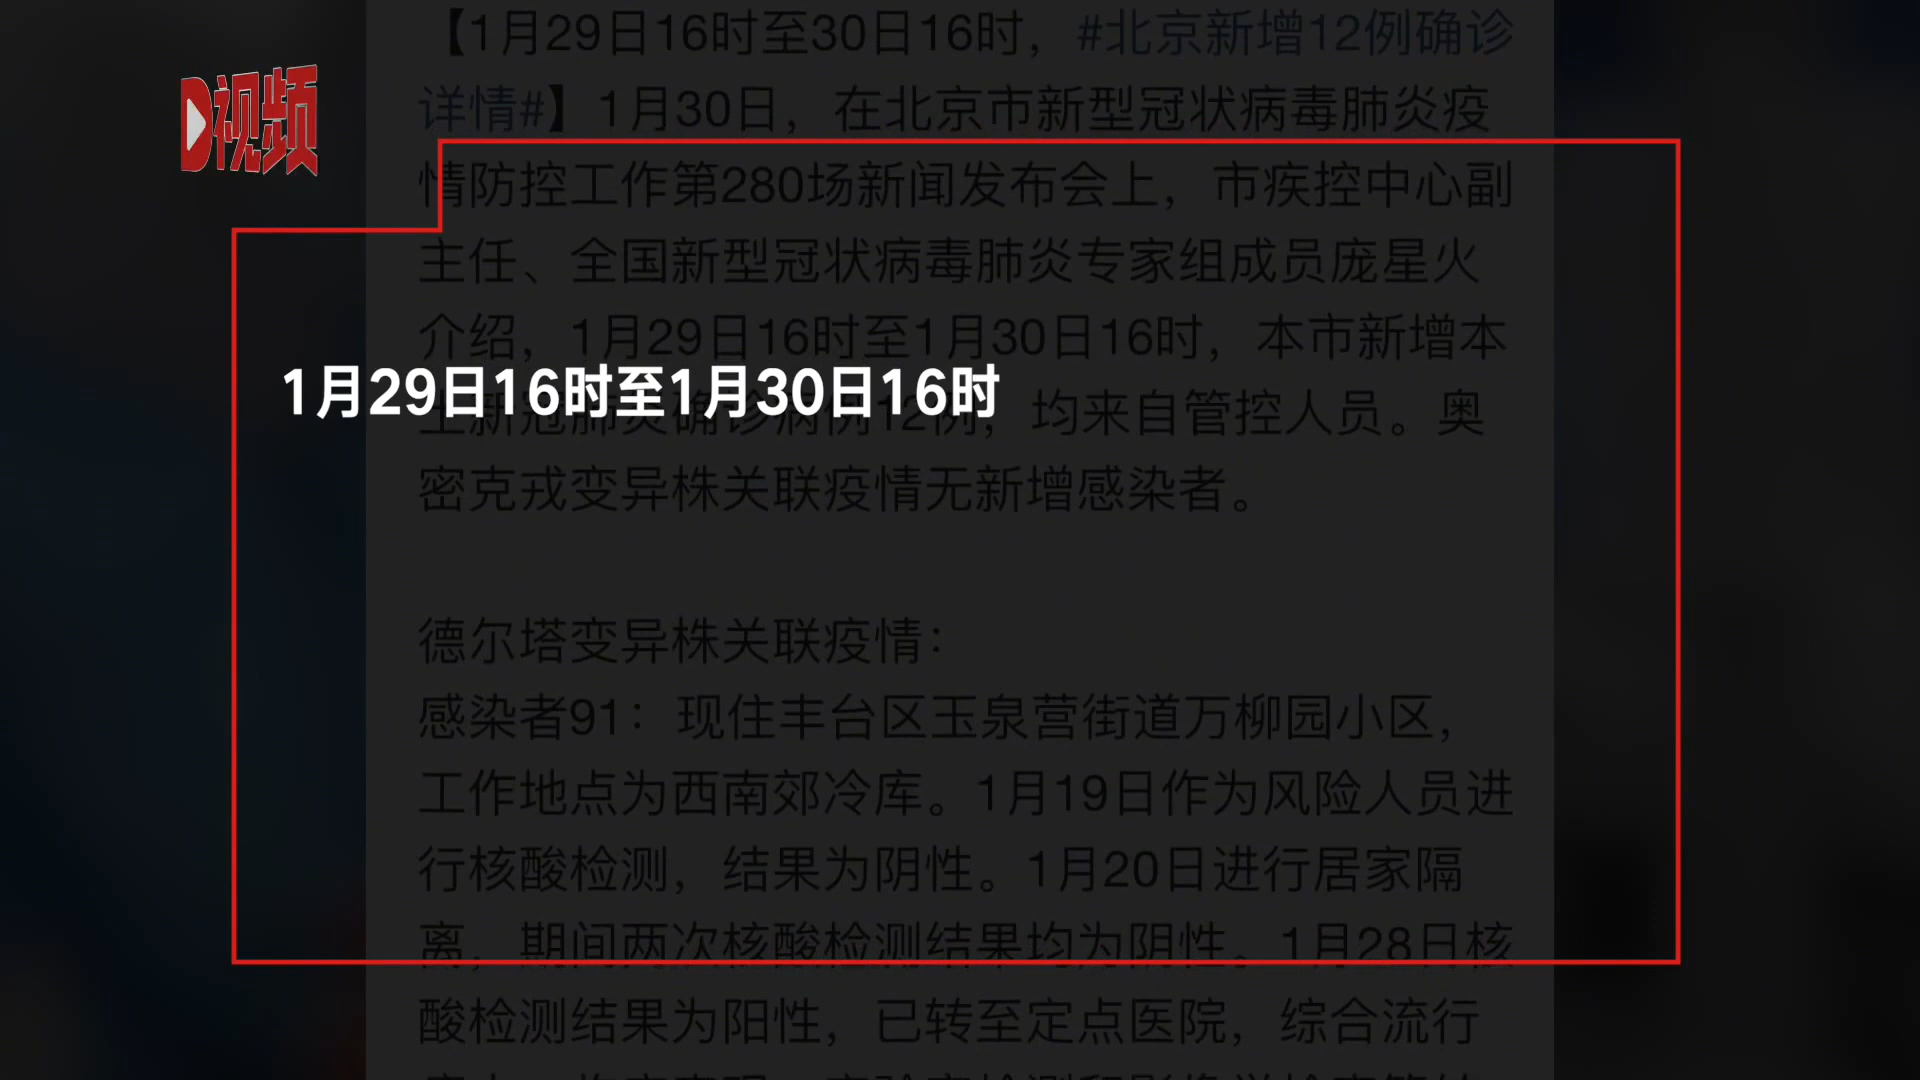 【1月29日16时至30日16时，#北京新增12例确诊
详情#】1月30日，在北京市新型冠状病毒肺炎疫
D视频
情防控工作第280场新闻发布会上，市疾控中心副
主任、全国新型冠状病毒肺炎专家组成员庞星火
介绍，1月29日16时至1月30日16时，本市新增本
1月29日16时至1月30日16时
土新冠肺炎确诊病例12例，均来自管控人员。奥
密克戎变异株关联疫情无新增感染者。
德尔塔变异株关联疫情：
感染者91：现住丰台区玉泉营街道万柳园小区，
工作地点为西南郊冷库。1月19日作为风险人员进
行核酸检测，结果为阴性。1月20日进行居家隔
离，期间两次核酸检测结果均为阴性。1月28日核
酸检测结果为阳性，已转至定点医院，综合流行